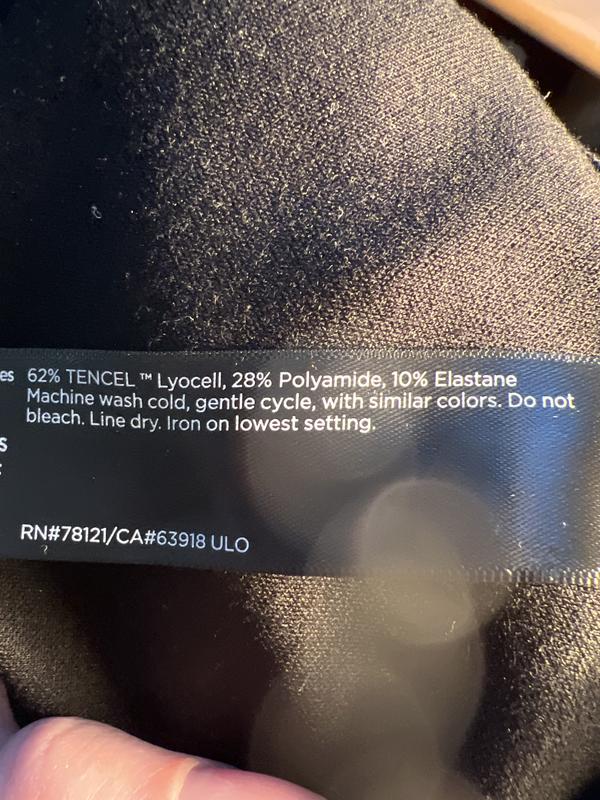 es 62% TENCEL™ Lyocell, 28% Polyamide, 10% Elastane
Machine wash cold, gentle cycle, with similar colors. Do not
bleach. Line dry. Iron on lowest setting.
S
RN#78121/CA#63918 ULO